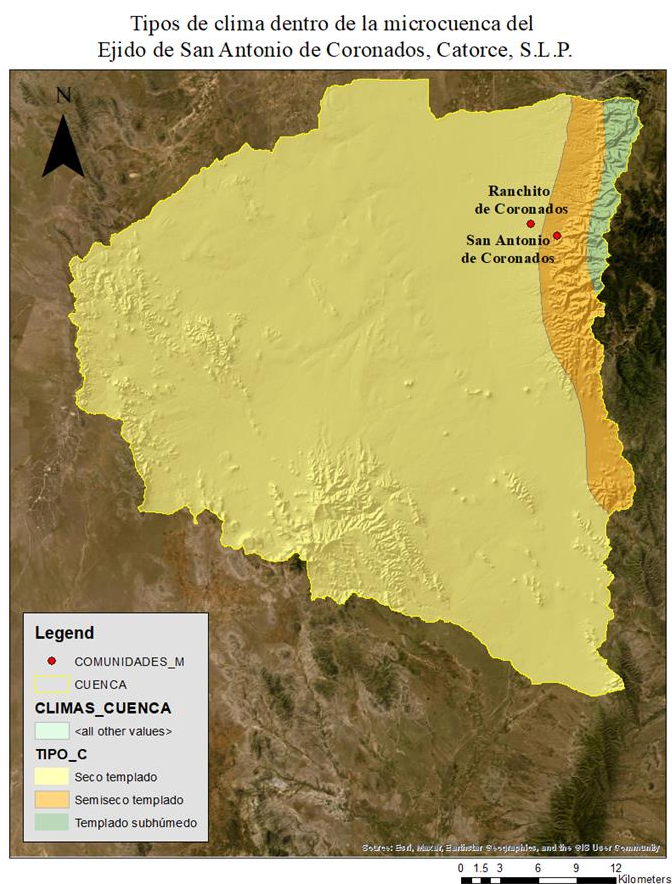 Tipos de clima dentro de la microcuenca del
Ejido de San Antonio de Coronados, Catorce, S.L.P.
N
Ranchito
de Coronados
San Antonio
de Coronados
Legend
COMUNIDADES_M
CUENCA
CLIMAS_CUENCA
<all other values>
TIPO_C
Seco templado
Semiseco templado
Templado subhúmedo
Source: Esri, Maxar, Earthstar Geographics, and the GIS User Community
0 1.5 3 6 9 12
Kilometers